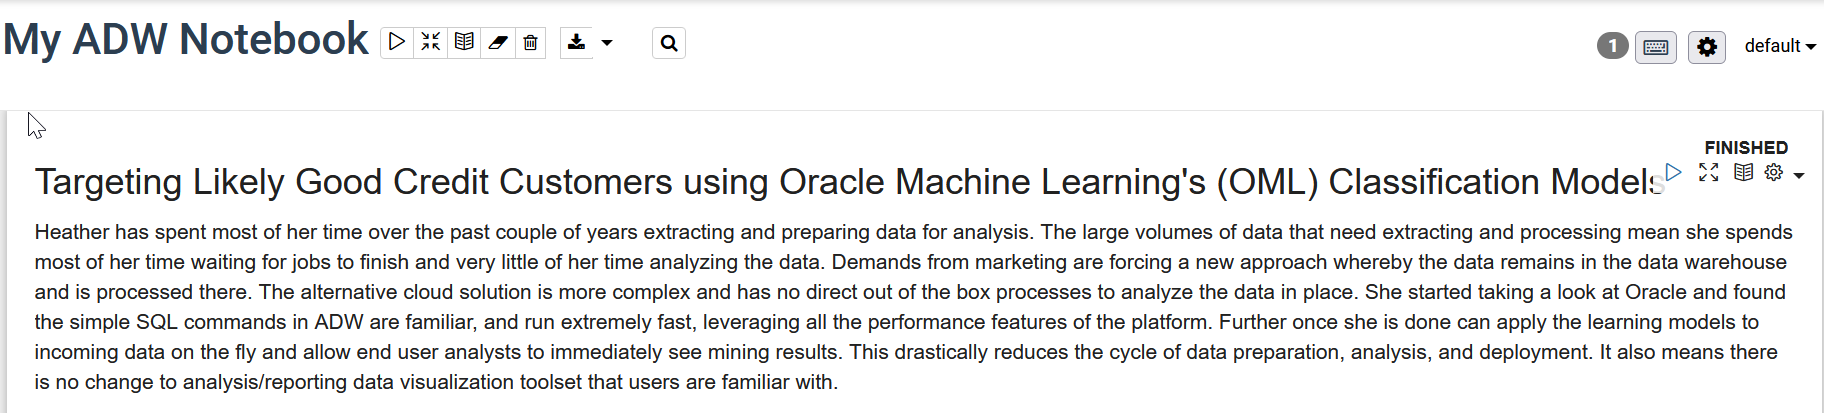 My ADW Notebook
1
default
FINISHED
Targeting Likely Good Credit Customers using Oracle Machine Learning's (OML) Classification Models
Heather has spent most of her time over the past couple of years extracting and preparing data for analysis. The large volumes of data that need extracting and processing mean she spends
most of her time waiting for jobs to finish and very little of her time analyzing the data. Demands from marketing are forcing a new approach whereby the data remains in the data warehouse
and is processed there. The alternative cloud solution is more complex and has no direct out of the box processes to analyze the data in place. She started taking a look at Oracle and found
the simple SQL commands in ADW are familiar, and run extremely fast, leveraging all the performance features of the platform. Further once she is done can apply the learning models to
incoming data on the fly and allow end user analysts to immediately see mining results. This drastically reduces the cycle of data preparation, analysis, and deployment. It also means there
is no change to analysis/reporting data visualization toolset that users are familiar with.